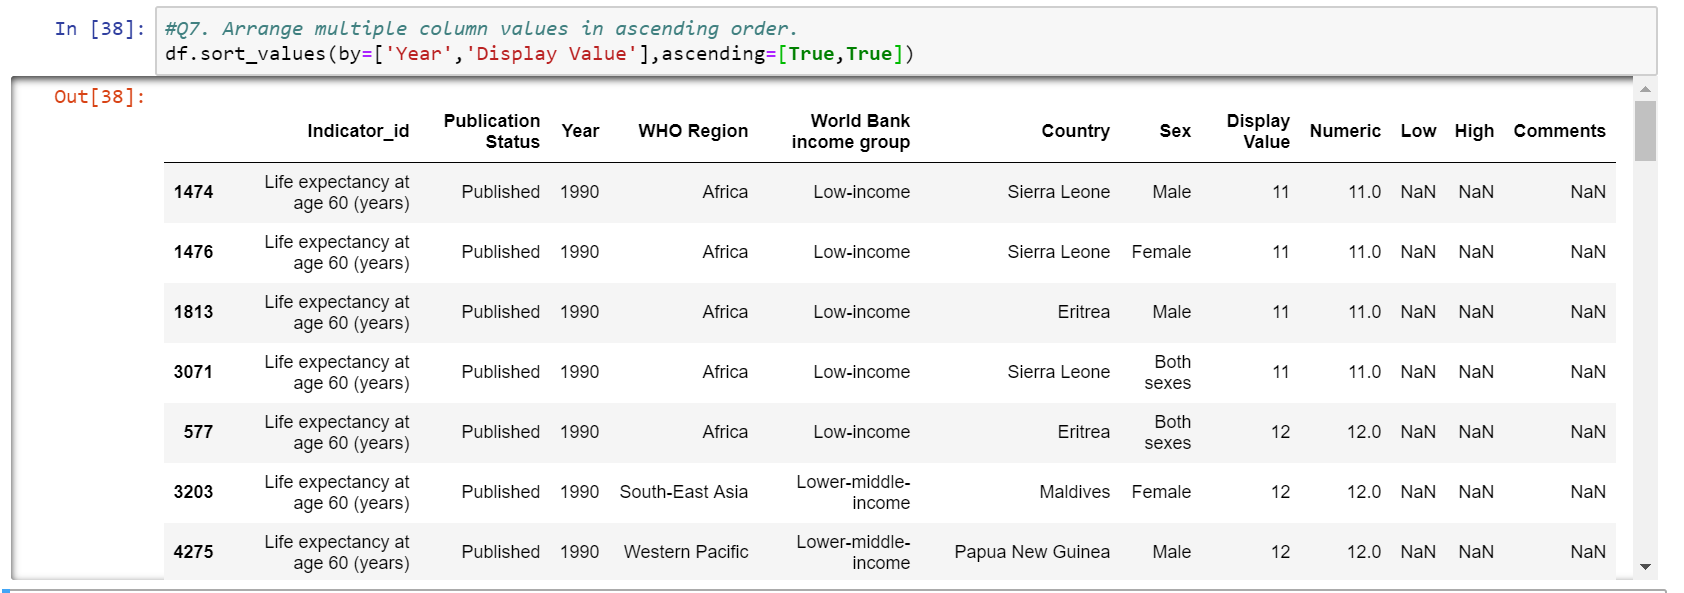 In [38]: #Q7. Arrange multiple column values in ascending order.
df.sort_values(by=['Year','Display Value'],ascending=[True,True])
Out[38]:
Indicator_id Publication Status Year WHO Region World Bank income group Country Sex Display Value Numeric Low High Comments
1474 Life expectancy at age 60 (years) Published 1990 Africa Low-income Sierra Leone Male 11 11.0 NaN NaN NaN
1476 Life expectancy at age 60 (years) Published 1990 Africa Low-income Sierra Leone Female 11 11.0 NaN NaN NaN
1813 Life expectancy at age 60 (years) Published 1990 Africa Low-income Eritrea Male 11 11.0 NaN NaN NaN
3071 Life expectancy at age 60 (years) Published 1990 Africa Low-income Sierra Leone Both sexes 11 11.0 NaN NaN NaN
577 Life expectancy at age 60 (years) Published 1990 Africa Low-income Eritrea Both sexes 12 12.0 NaN NaN NaN
3203 Life expectancy at age 60 (years) Published 1990 South-East Asia Lower-middle-income Maldives Female 12 12.0 NaN NaN NaN
4275 Life expectancy at age 60 (years) Published 1990 Western Pacific Lower-middle-income Papua New Guinea Male 12 12.0 NaN NaN NaN